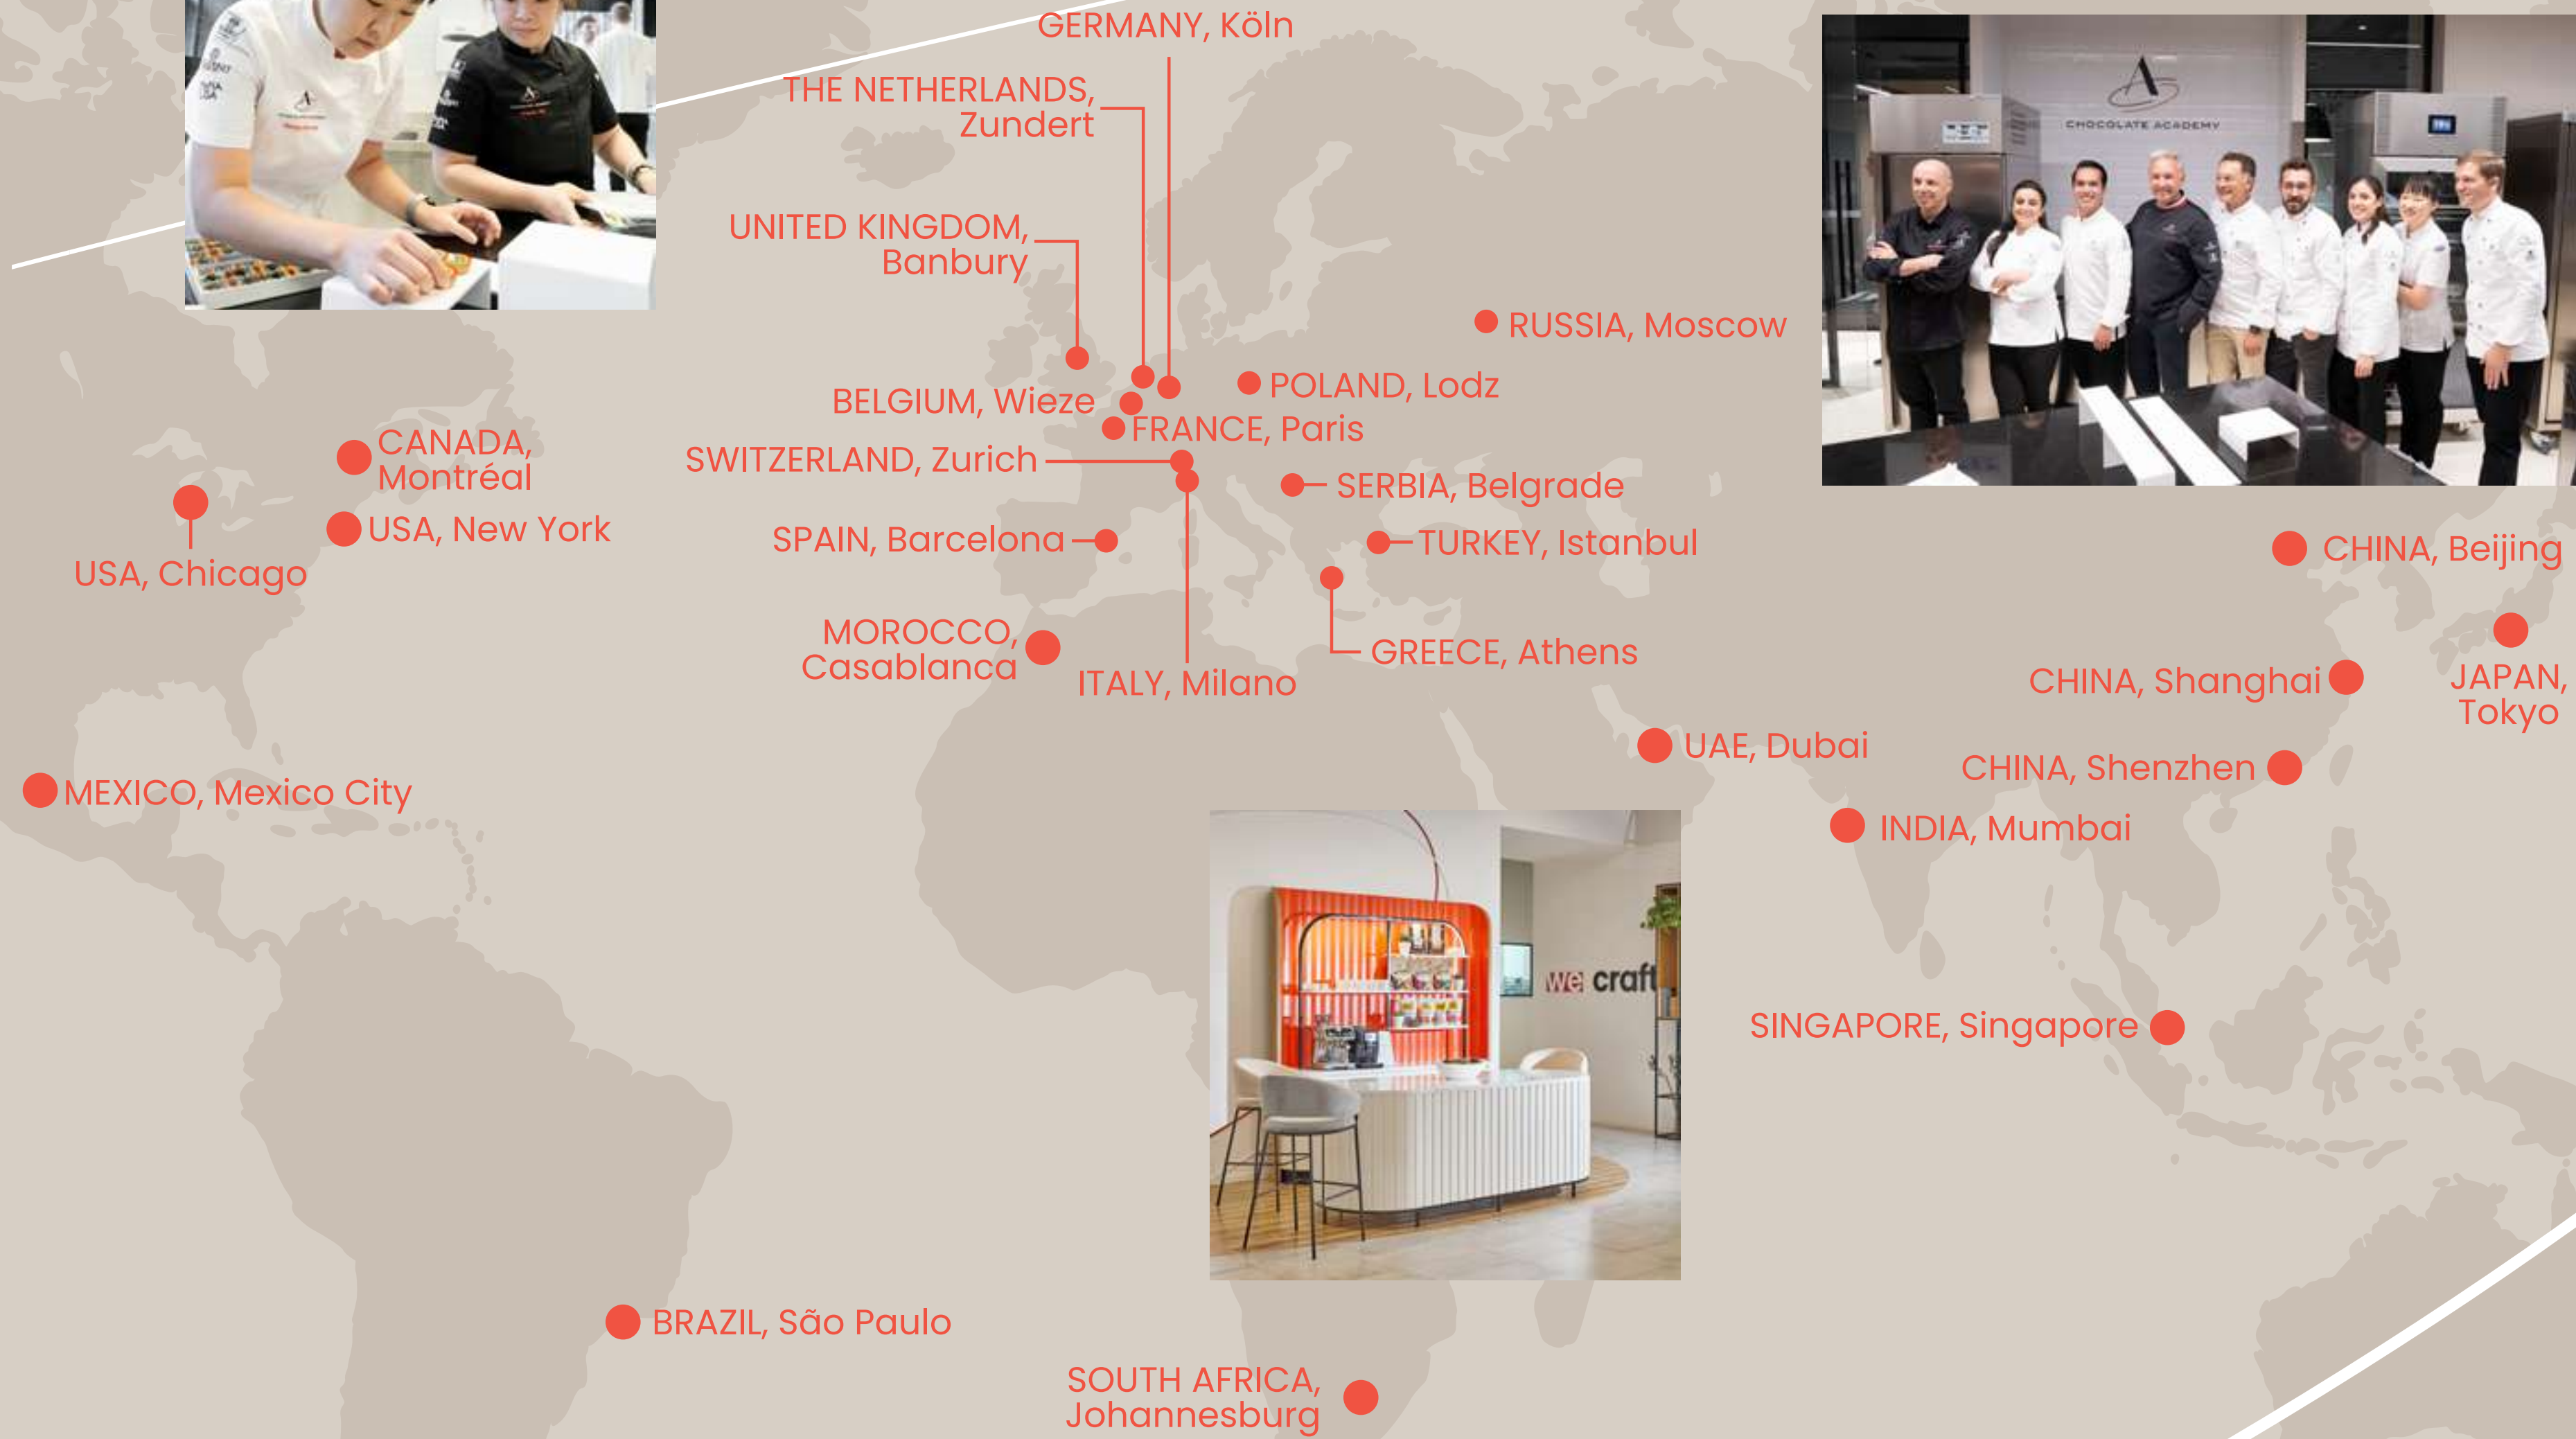 GERMANY, Köln
THE NETHERLANDS,
Zundert
UNITED KINGDOM,
Banbury
CHOCOLATE ACADEMY
RUSSIA, Moscow
BELGIUM, Wieze
POLAND, Lodz
FRANCE, Paris
CANADA,
Montréal
SWITZERLAND, Zurich
SERBIA, Belgrade
USA, New York
SPAIN, Barcelona
TURKEY, Istanbul
CHINA, Beijing
USA, Chicago
MOROCCO,
Casablanca
GREECE, Athens
ITALY, Milano
CHINA, Shanghai
JAPAN,
Tokyo
UAE, Dubai
CHINA, Shenzhen
MEXICO, Mexico City
INDIA, Mumbai
we craft
SINGAPORE, Singapore
BRAZIL, São Paulo
SOUTH AFRICA,
Johannesburg